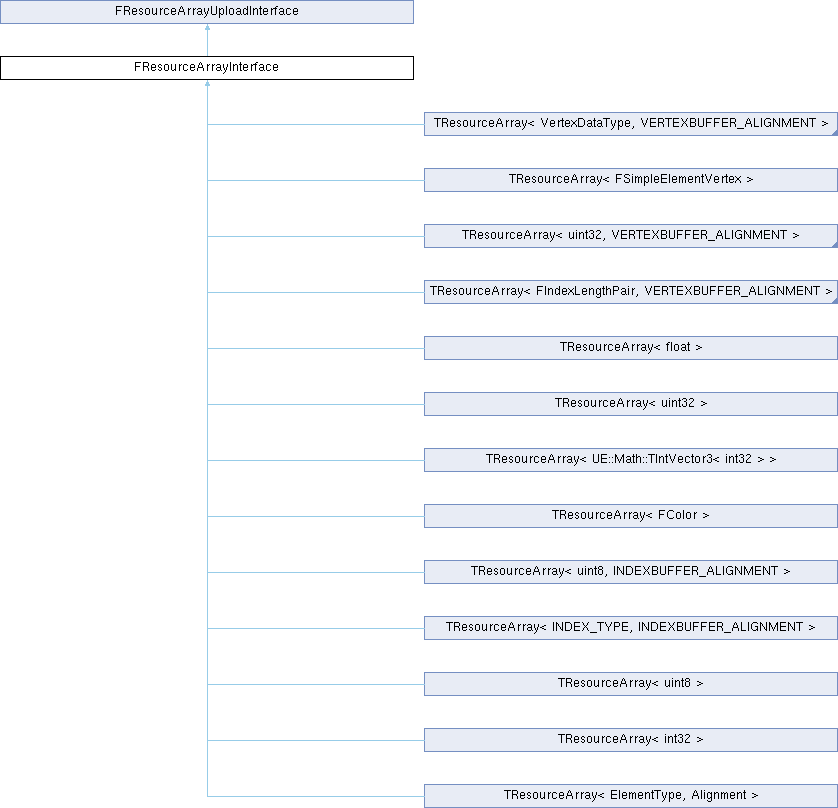 FResourceArrayUploadInterface
FResourceArrayInterface
TResourceArray< VertexDataType, VERTEXBUFFER_ALIGNMENT >
TResourceArray< FSimpleElementVertex >
TResourceArray< uint32, VERTEXBUFFER_ALIGNMENT >
TResourceArray< FIndexLengthPair, VERTEXBUFFER_ALIGNMENT >
TResourceArray< float >
TResourceArray< uint32 >
TResourceArray< UE::Math::TIntVector3< int32 > >
TResourceArray< FColor >
TResourceArray< uint8, INDEXBUFFER_ALIGNMENT >
TResourceArray< INDEX_TYPE, INDEXBUFFER_ALIGNMENT >
TResourceArray< uint8 >
TResourceArray< int32 >
TResourceArray< ElementType, Alignment >